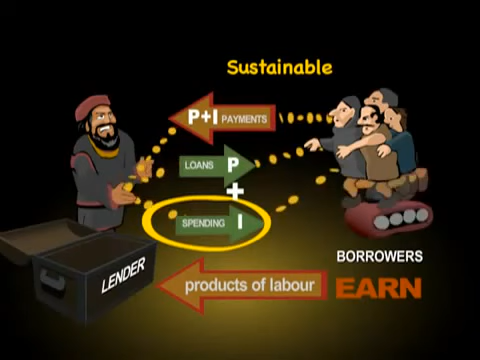 Sustainable
P+I PAYMENTS
LOANS P
+
SPENDING I
LENDER
BORROWERS
products of labour EARN